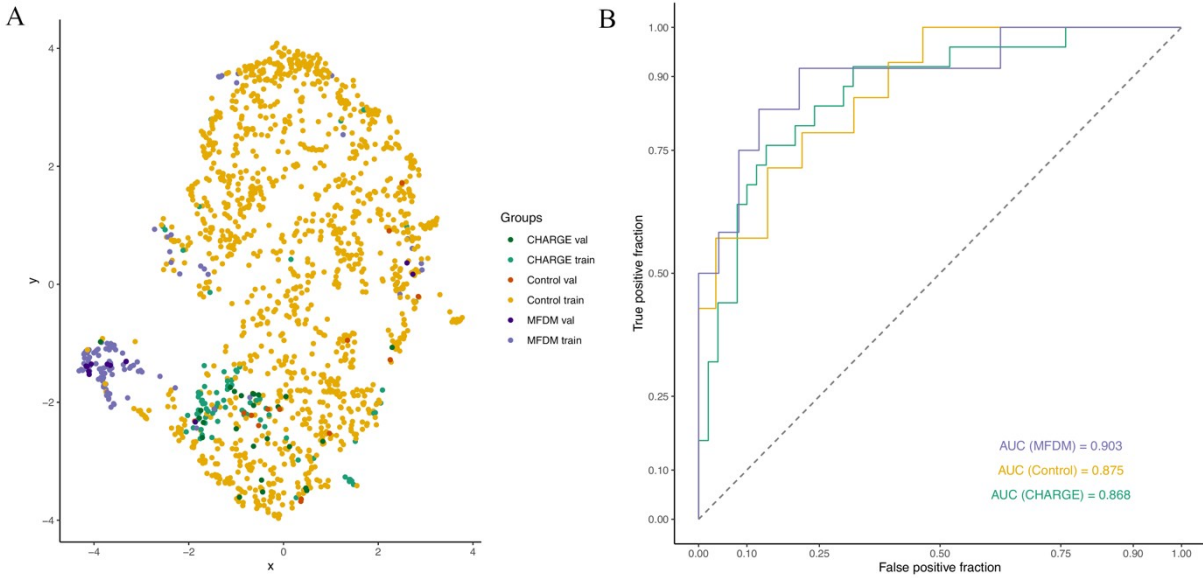 A
4
2
0
−2
−4
y
−4
−2
0
2
4
x
Groups
CHARGE val
CHARGE train
Control val
Control train
MFDM val
MFDM train
B
1.00
0.90
0.75
0.50
0.25
0.10
0.00
True positive fraction
AUC (MFDM) = 0.903
AUC (Control) = 0.875
AUC (CHARGE) = 0.868
0.00
0.10
0.25
0.50
0.75
0.90
1.00
False positive fraction